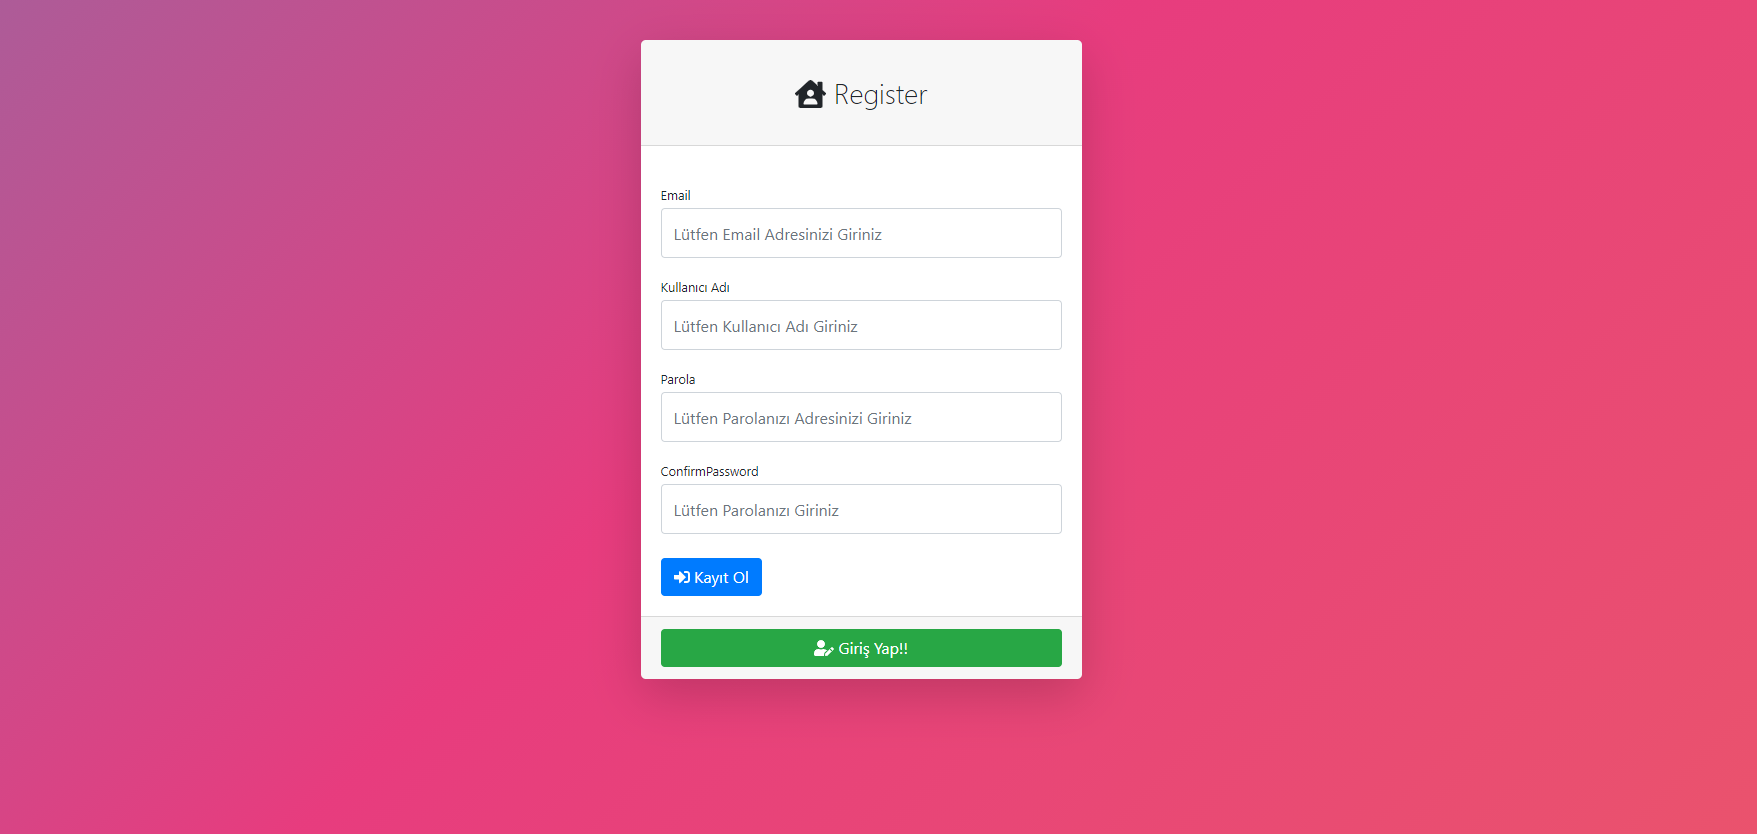 Register
Email
Lütfen Email Adresinizi Giriniz
Kullanıcı Adı
Lütfen Kullanıcı Adı Giriniz
Parola
Lütfen Parolanızı Adresinizi Giriniz
ConfirmPassword
Lütfen Parolanızı Giriniz
Kayıt Ol
Giriş Yap!!